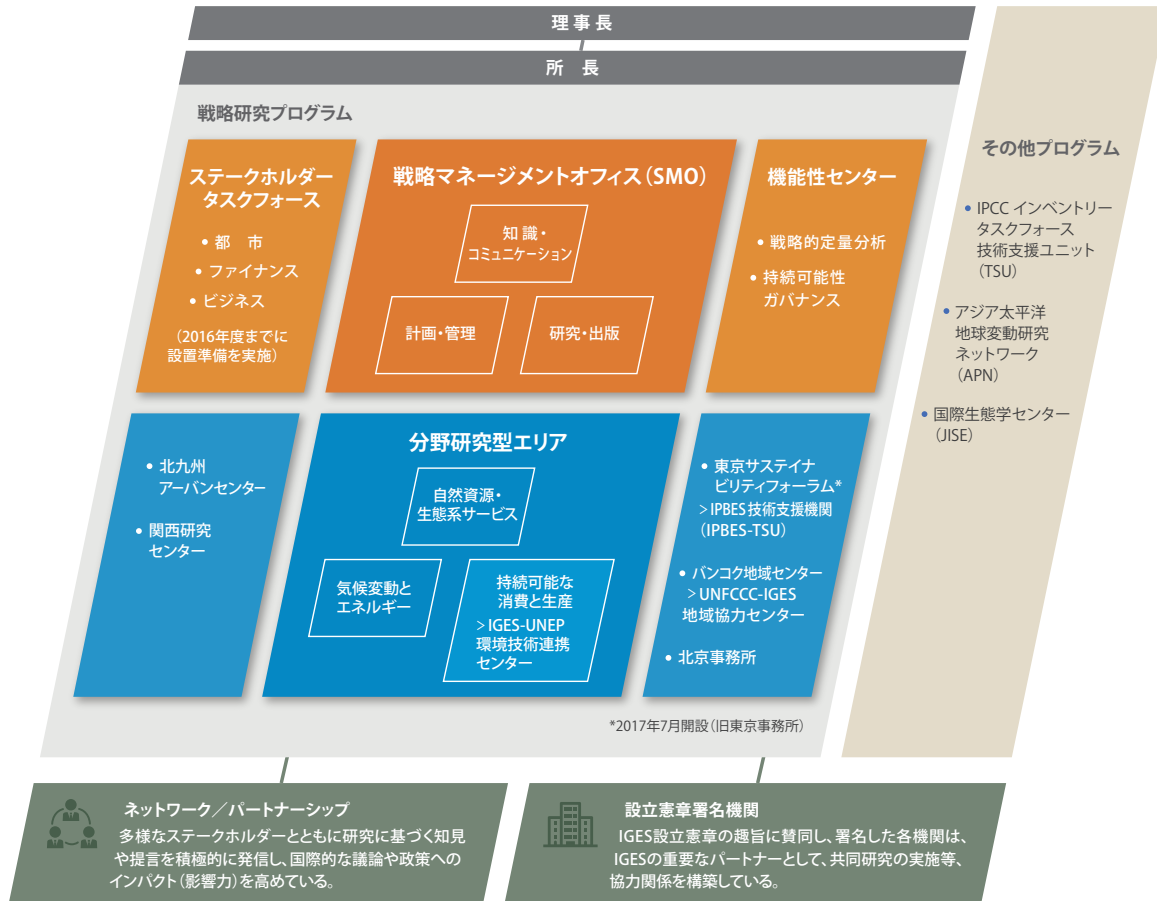 理事長
所　長
戦略研究プログラム
ステークホルダー
タスクフォース
• 都　市
• ファイナンス
• ビジネス
（2016年度までに
設置準備を実施）
戦略マネージメントオフィス（SMO）
知識・
コミュニケーション
計画・管理
研究・出版
機能性センター
• 戦略的定量分析
• 持続可能性
ガバナンス
• 北九州
アーバンセンター
• 関西研究
センター
分野研究型エリア
自然資源・
生態系サービス
気候変動と
エネルギー
持続可能な
消費と生産
＞IGES-UNEP
環境技術連携
センター
• 東京サステイナ
ビリティフォーラム*
＞IPBES技術支援機関
（IPBES-TSU）
• バンコク地域センター
＞UNFCCC-IGES
地域協力センター
• 北京事務所
*2017年7月開設（旧東京事務所）
その他プログラム
• IPCC インベントリー
タスクフォース
技術支援ユニット
（TSU）
• アジア太平洋
地球変動研究
ネットワーク
（APN）
• 国際生態学センター
（JISE）
ネットワーク／パートナーシップ
多様なステークホルダーとともに研究に基づく知見
や提言を積極的に発信し、国際的な議論や政策への
インパクト（影響力）を高めている。
設立憲章署名機関
IGES設立憲章の趣旨に賛同し、署名した各機関は、
IGESの重要なパートナーとして、共同研究の実施等、
協力関係を構築している。